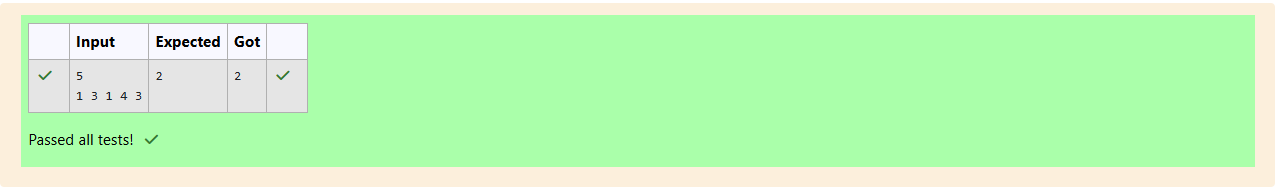 Input Expected Got
5 2 2
1 3 1 4 3
Passed all tests!